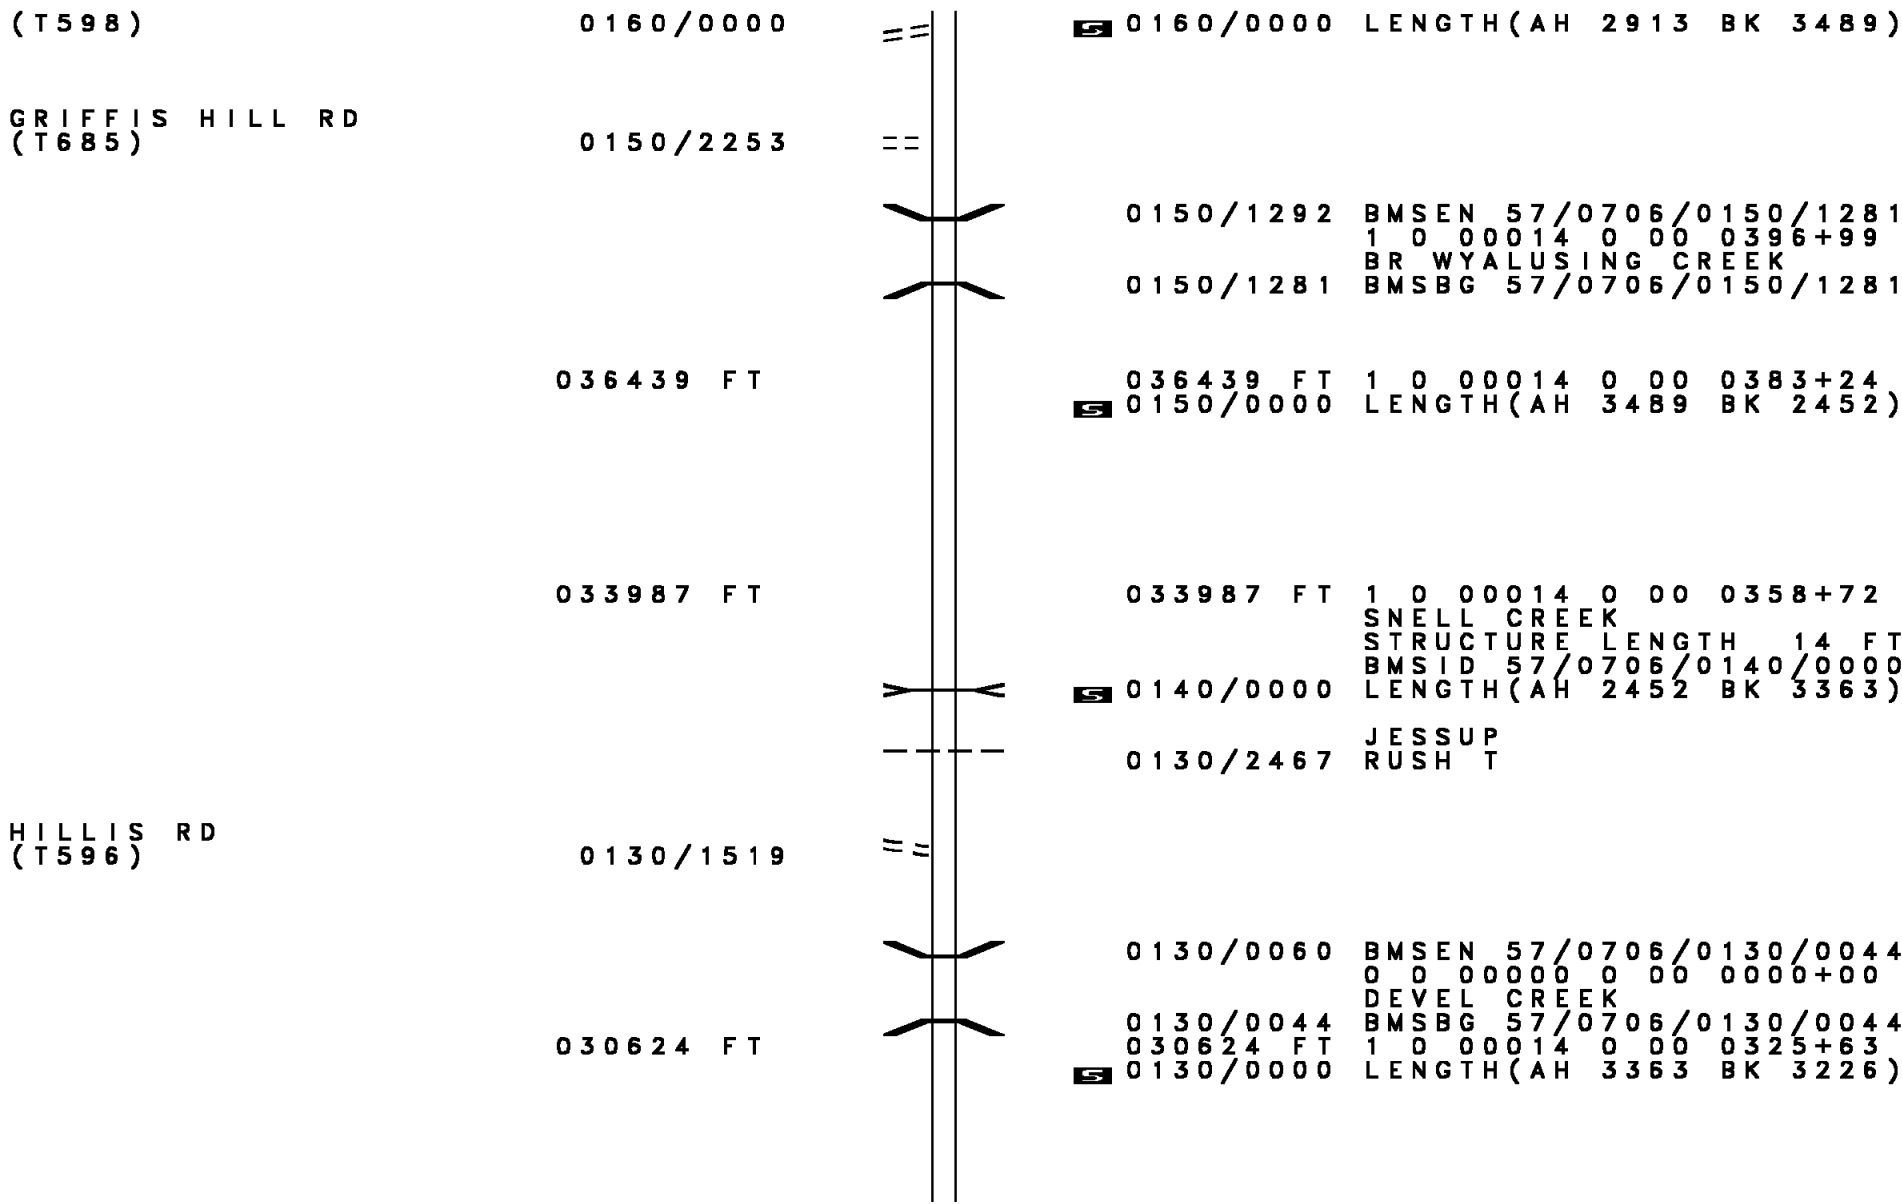 (T598) 0160/0000 S 0160/0000 LENGTH(AH 2913 BK 3489)
GRIFFIS HILL RD
(T685) 0150/2253
0150/1292 BMSEN 57/0706/0150/1281
1 0 00014 0 00 0396+99
BR WYALUSING CREEK
0150/1281 BMSBG 57/0706/0150/1281
036439 FT 036439 FT 1 0 00014 0 00 0383+24
S 0150/0000 LENGTH(AH 3489 BK 2452)
033987 FT 033987 FT 1 0 00014 0 00 0358+72
SNELL CREEK
STRUCTURE LENGTH 14 FT
BMSID 57/0706/0140/0000
S 0140/0000 LENGTH(AH 2452 BK 3363)
JESSUP
0130/2467 RUSH T
HILLIS RD
(T596) 0130/1519
0130/0060 BMSEN 57/0706/0130/0044
0 0 00000 0 00 0000+00
DEVEL CREEK
0130/0044 BMSBG 57/0706/0130/0044
030624 FT 030624 FT 1 0 00014 0 00 0325+63
S 0130/0000 LENGTH(AH 3363 BK 3226)